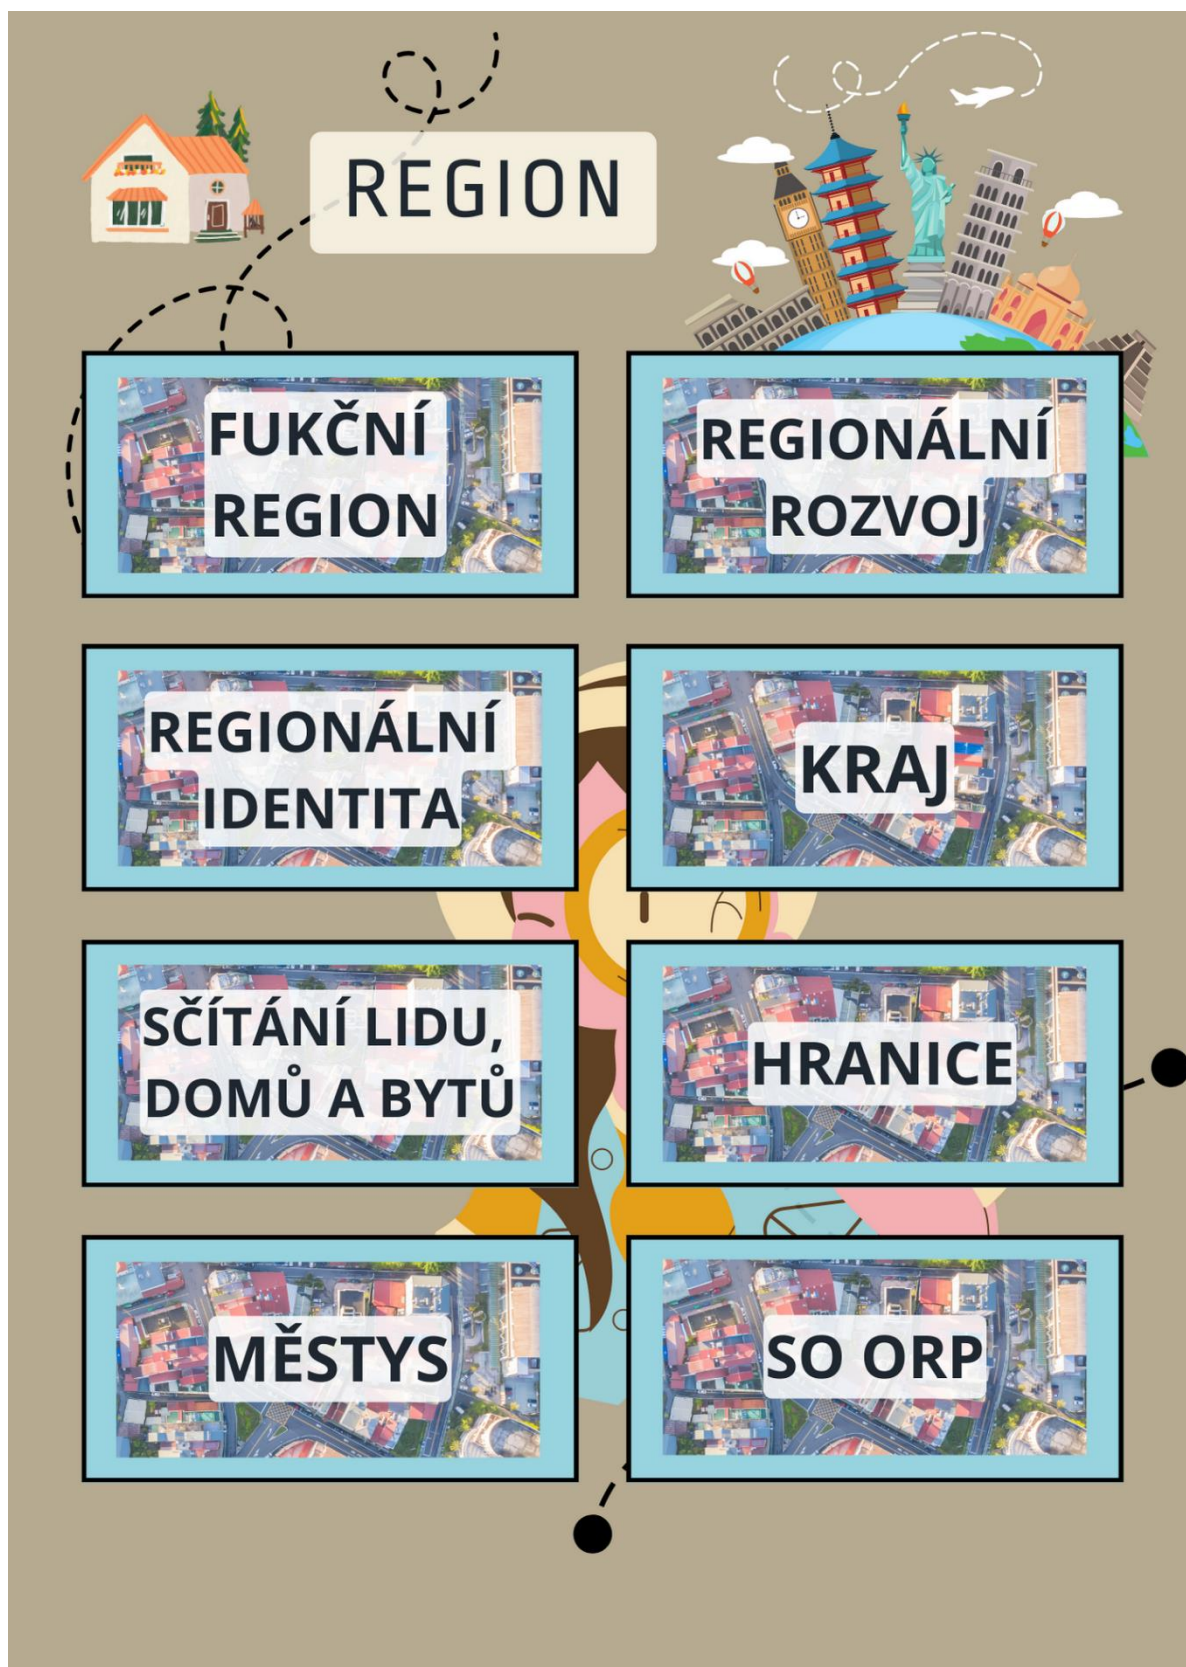 REGION
FUKČNÍ
REGION
REGIONÁLNÍ
ROZVOJ
REGIONÁLNÍ
IDENTITA
KRAJ
SČÍTÁNÍ LIDU,
DOMŮ A BYTŮ
HRANICE
MĚSTYS
SO ORP